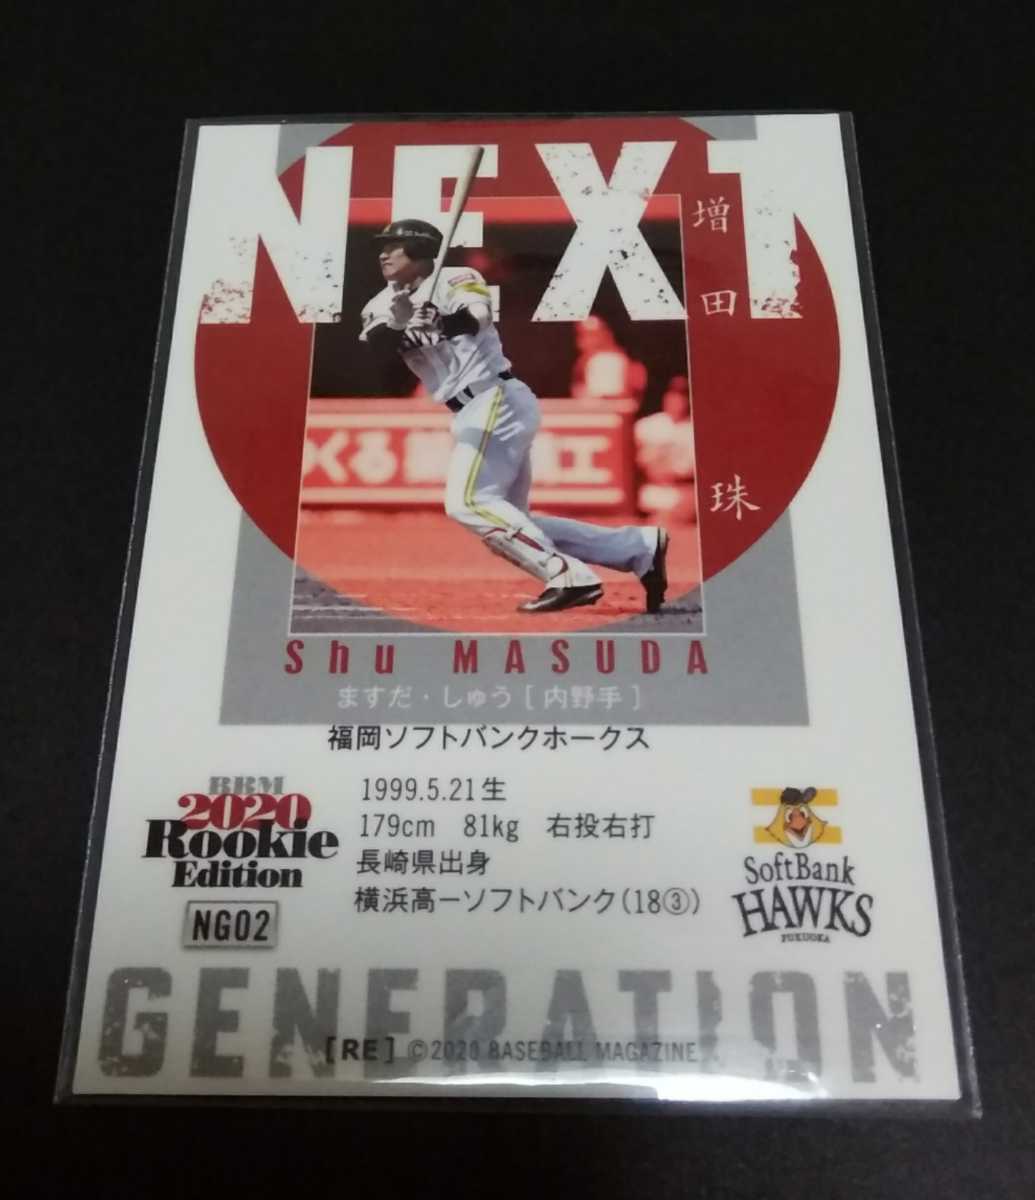 NEXT
増田 珠
くる
工
Shu MASUDA
ますだ・しゅう[内野手]
福岡ソフトバンクホークス
BBM
2020
Rookie
Edition
NG02
1999.5.21生
179cm 81kg 右投右打
長崎県出身
横浜高ーソフトバンク(18③)
SoftBank
HAWKS
FUKUOKA
GENERATION
[RE]©2020 BASEBALL MAGAZINE